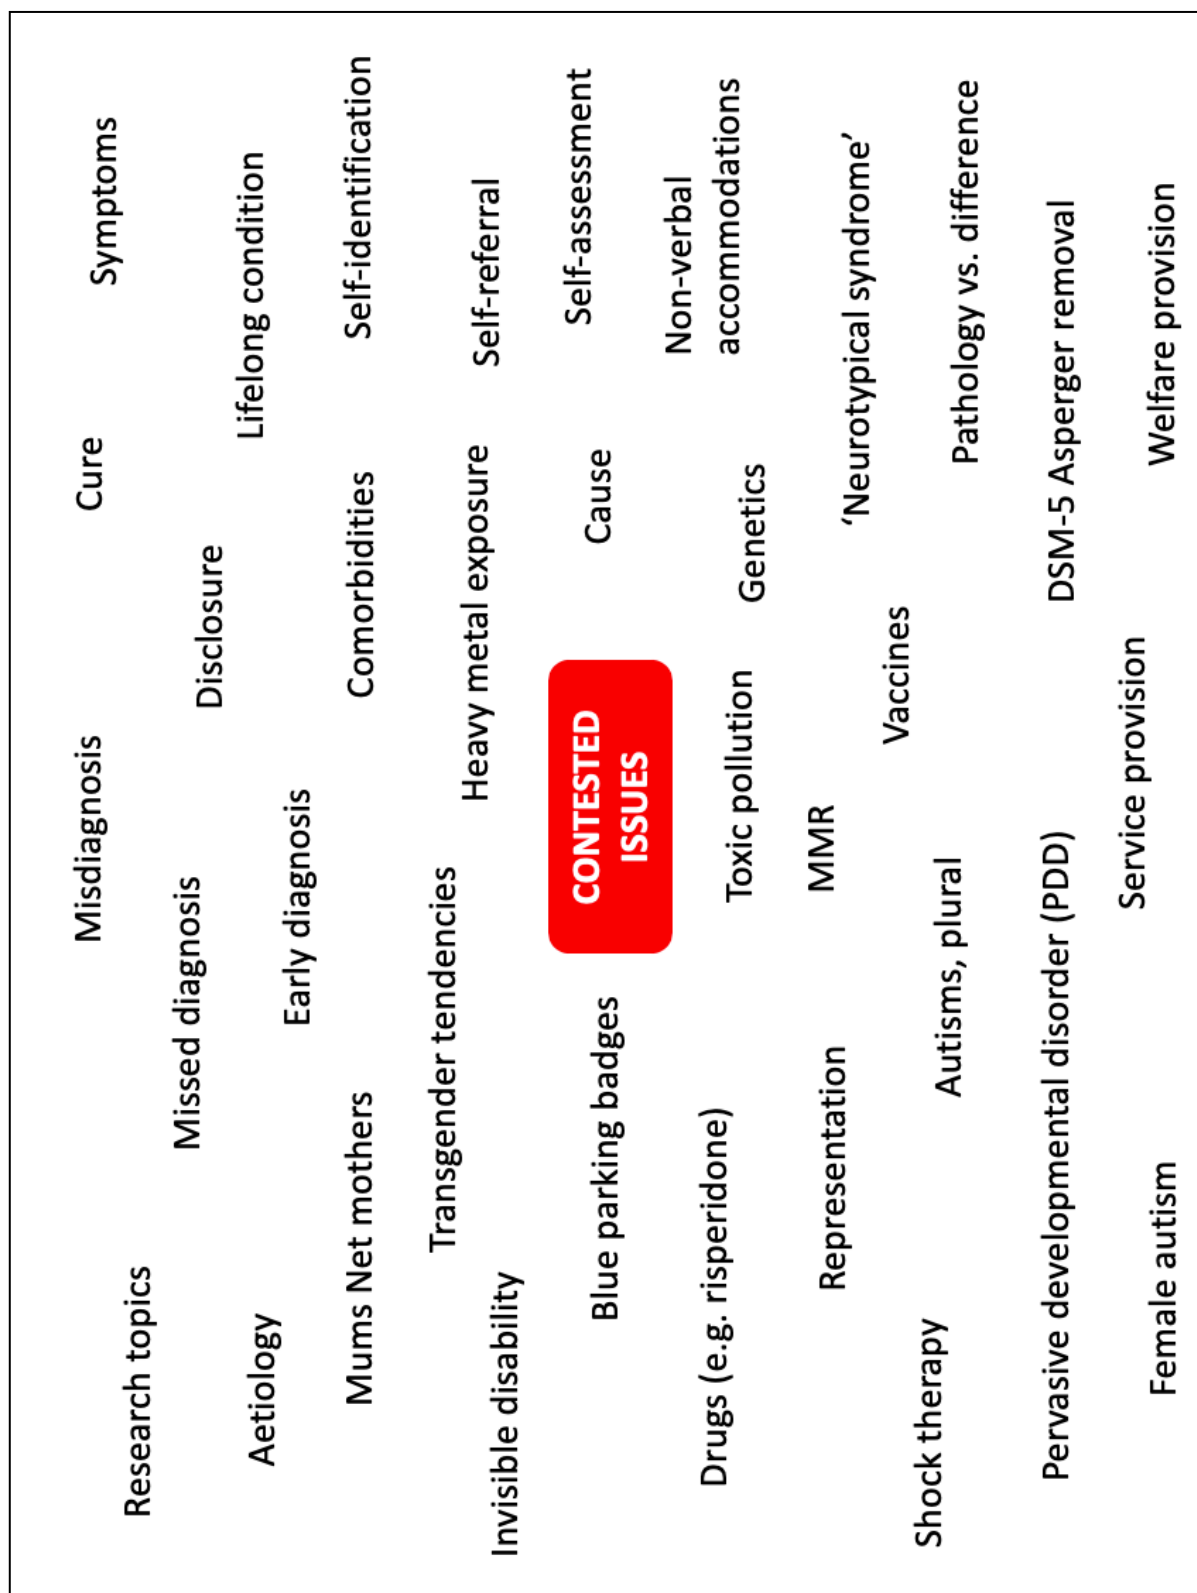 Research topics
Missed diagnosis
Misdiagnosis
Cure
Symptoms
Aetiology
Early diagnosis
Disclosure
Lifelong condition
Mums Net mothers
Comorbidities
Self-identification
Transgender tendencies
Invisible disability
Heavy metal exposure
Self-referral
Blue parking badges
CONTESTED
ISSUES
Cause
Self-assessment
Drugs (e.g. risperidone)
Toxic pollution
Genetics
Non-verbal
accommodations
Representation
MMR
Vaccines
‘Neurotypical syndrome’
Shock therapy
Autisms, plural
Pathology vs. difference
Pervasive developmental disorder (PDD)
DSM-5 Asperger removal
Female autism
Service provision
Welfare provision